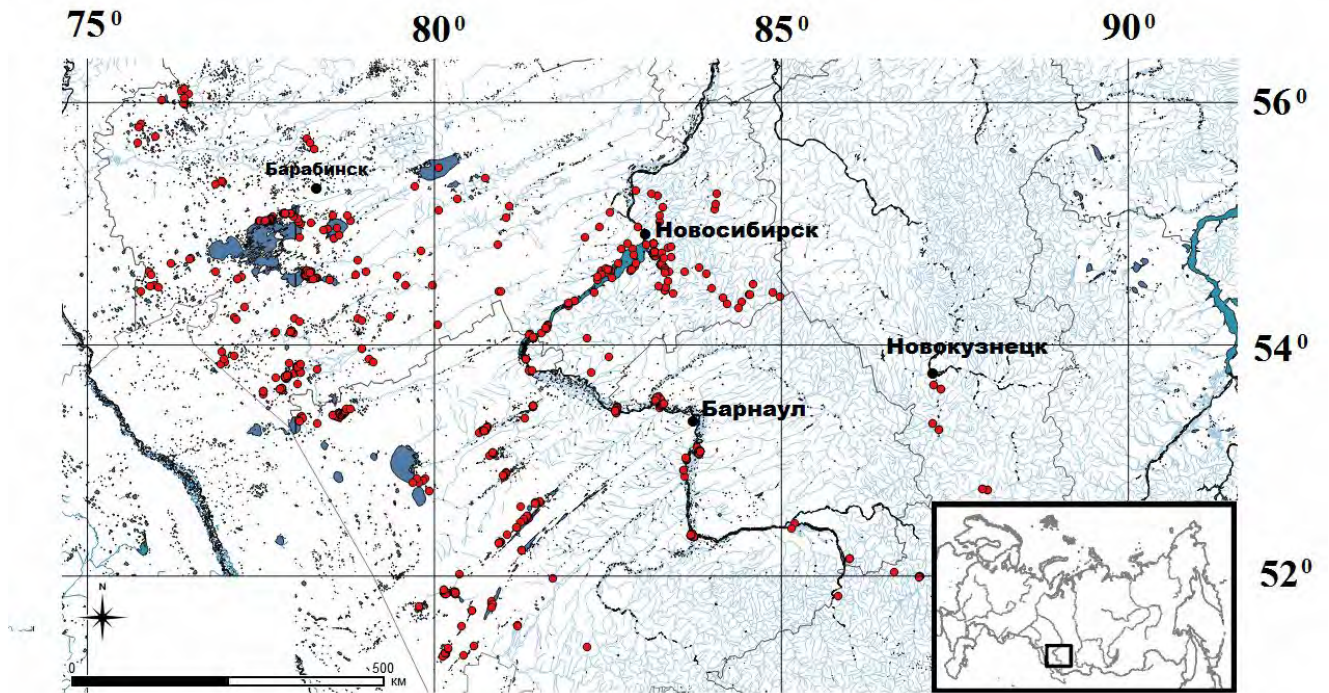 75⁰ 80⁰ 85⁰ 90⁰
56⁰
Барабинск
Новосибирск
54⁰
Новокузнецк
Барнаул
52⁰
N
0 500
км